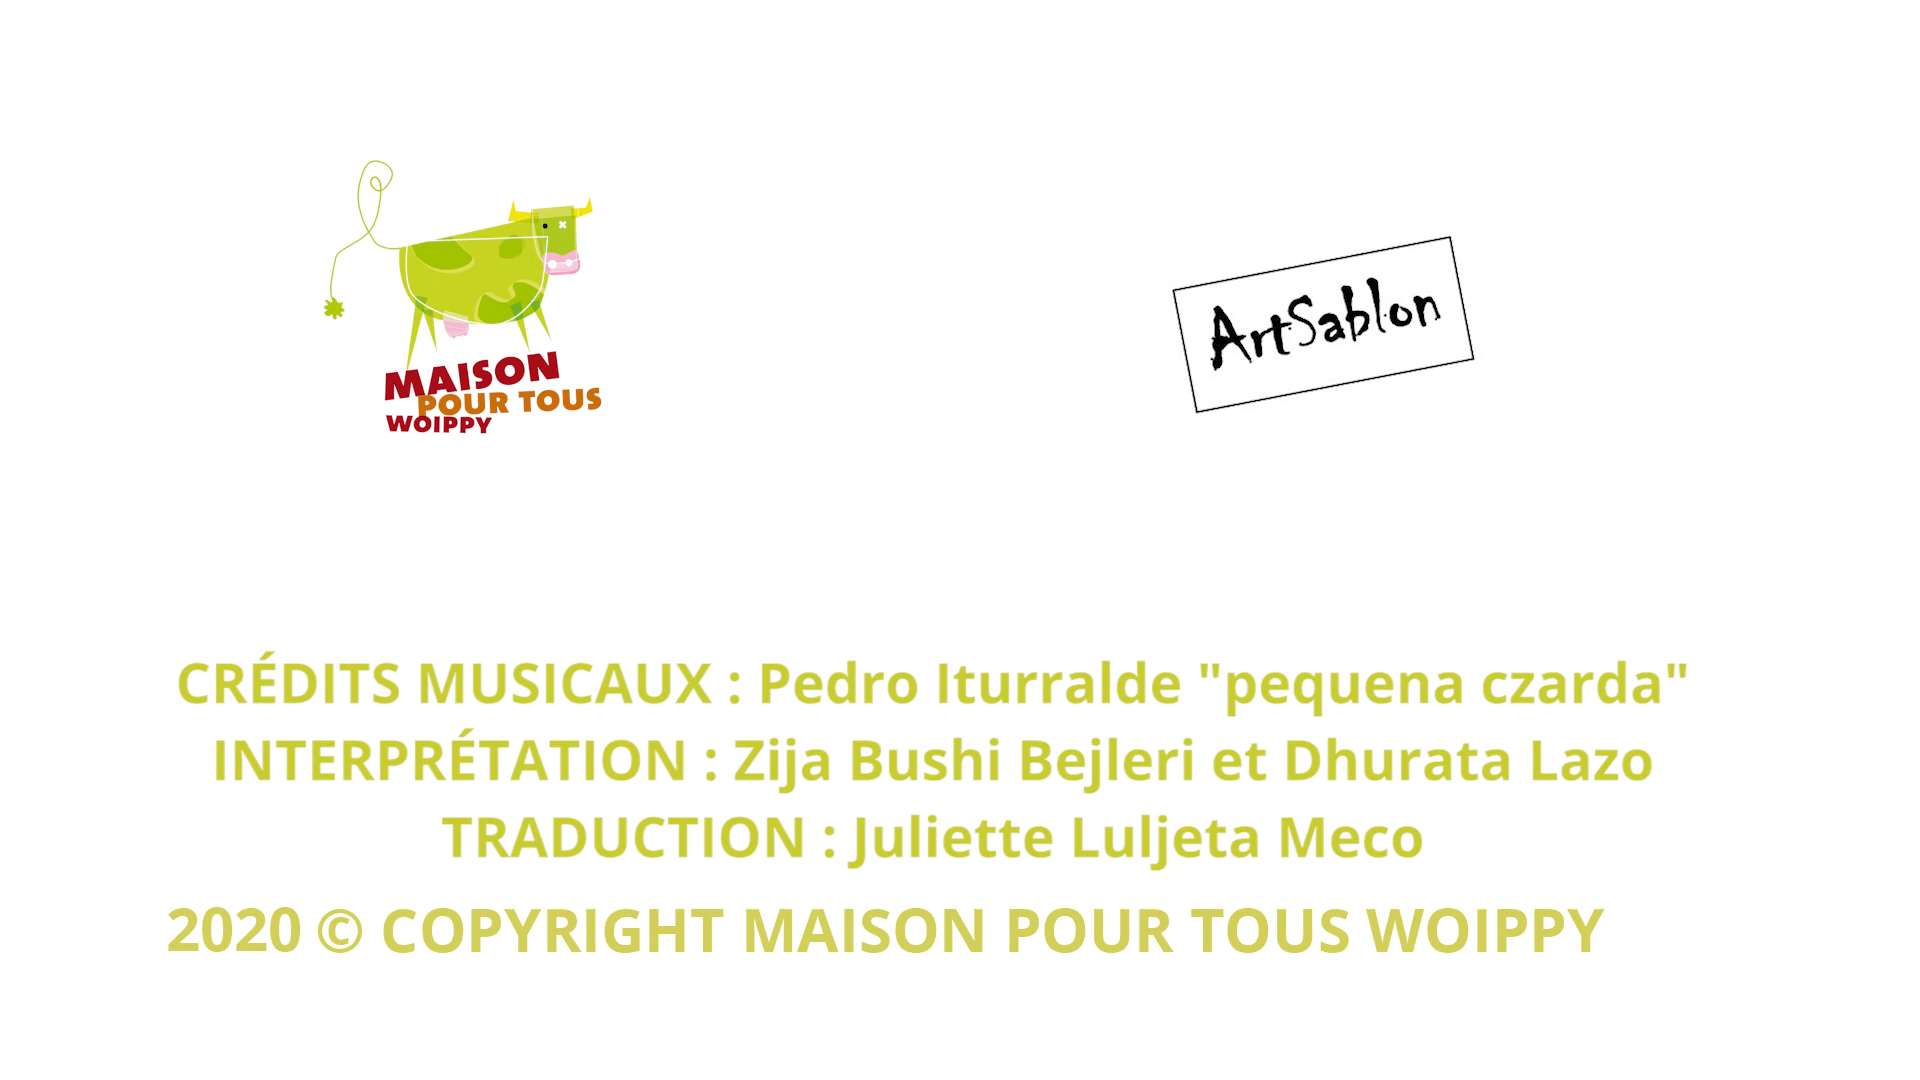 MAISON
POUR TOUS
WOIPPY
ArtSablon
CRÉDITS MUSICAUX : Pedro Iturralde "pequena czarda"
INTERPRÉTATION : Zija Bushi Bejleri et Dhurata Lazo
TRADUCTION : Juliette Luljeta Meco
2020 © COPYRIGHT MAISON POUR TOUS WOIPPY